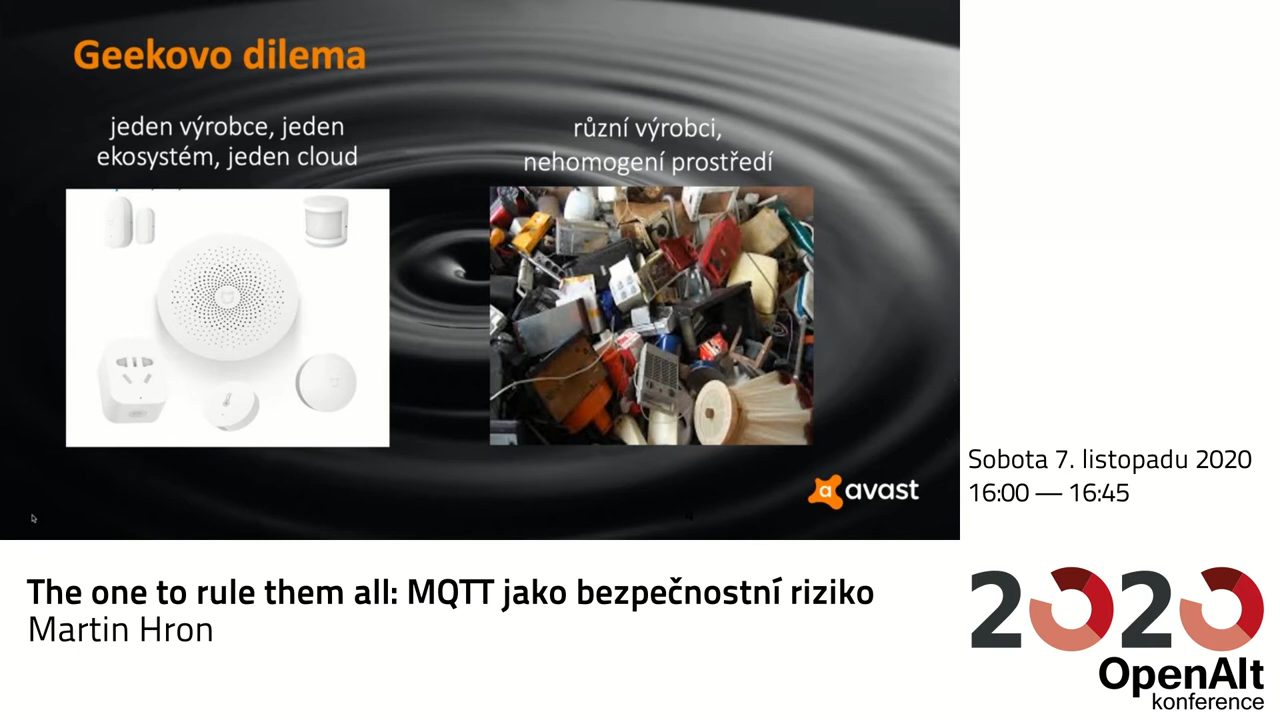 Geekovo dilema
jeden výrobce, jeden
ekosystém, jeden cloud
různí výrobci,
nehomogení prostředí
avast
Sobota 7. listopadu 2020
16:00 — 16:45
The one to rule them all: MQTT jako bezpečnostní riziko
Martin Hron
2020
OpenAlt
konference